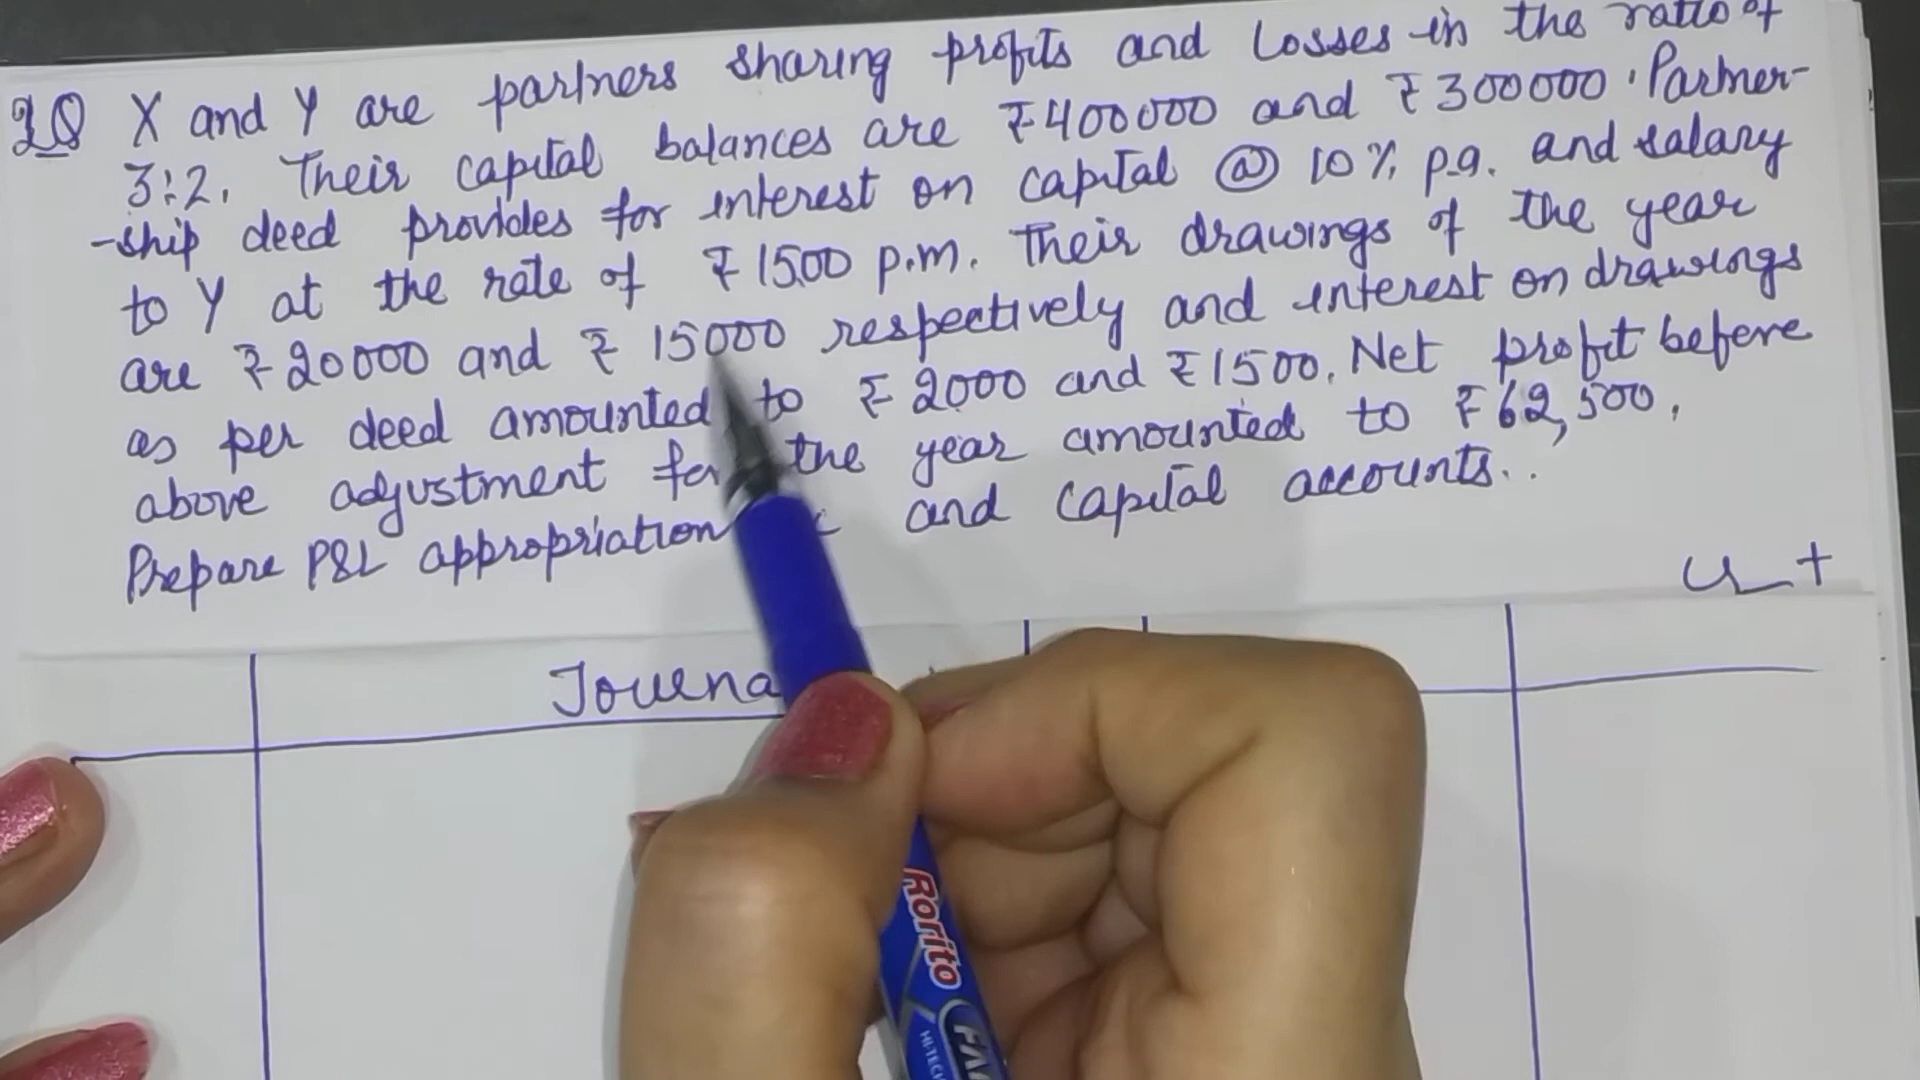 2Q X and Y are partners sharing profits and losses in the ratio of
3:2. Their capital balances are ₹400000 and ₹300000. Partner-
-ship deed provides for interest on capital @ 10% p.a. and salary
to Y at the rate of ₹1500 p.m. Their drawings of the year
are ₹20000 and ₹ 15000 respectively and interest on drawings
as per deed amounted to ₹2000 and ₹1500. Net profit before
above adjustment for the year amounted to ₹62,500.
Prepare P&L appropriation and capital accounts..
Journa
Rorito
HI-TECH